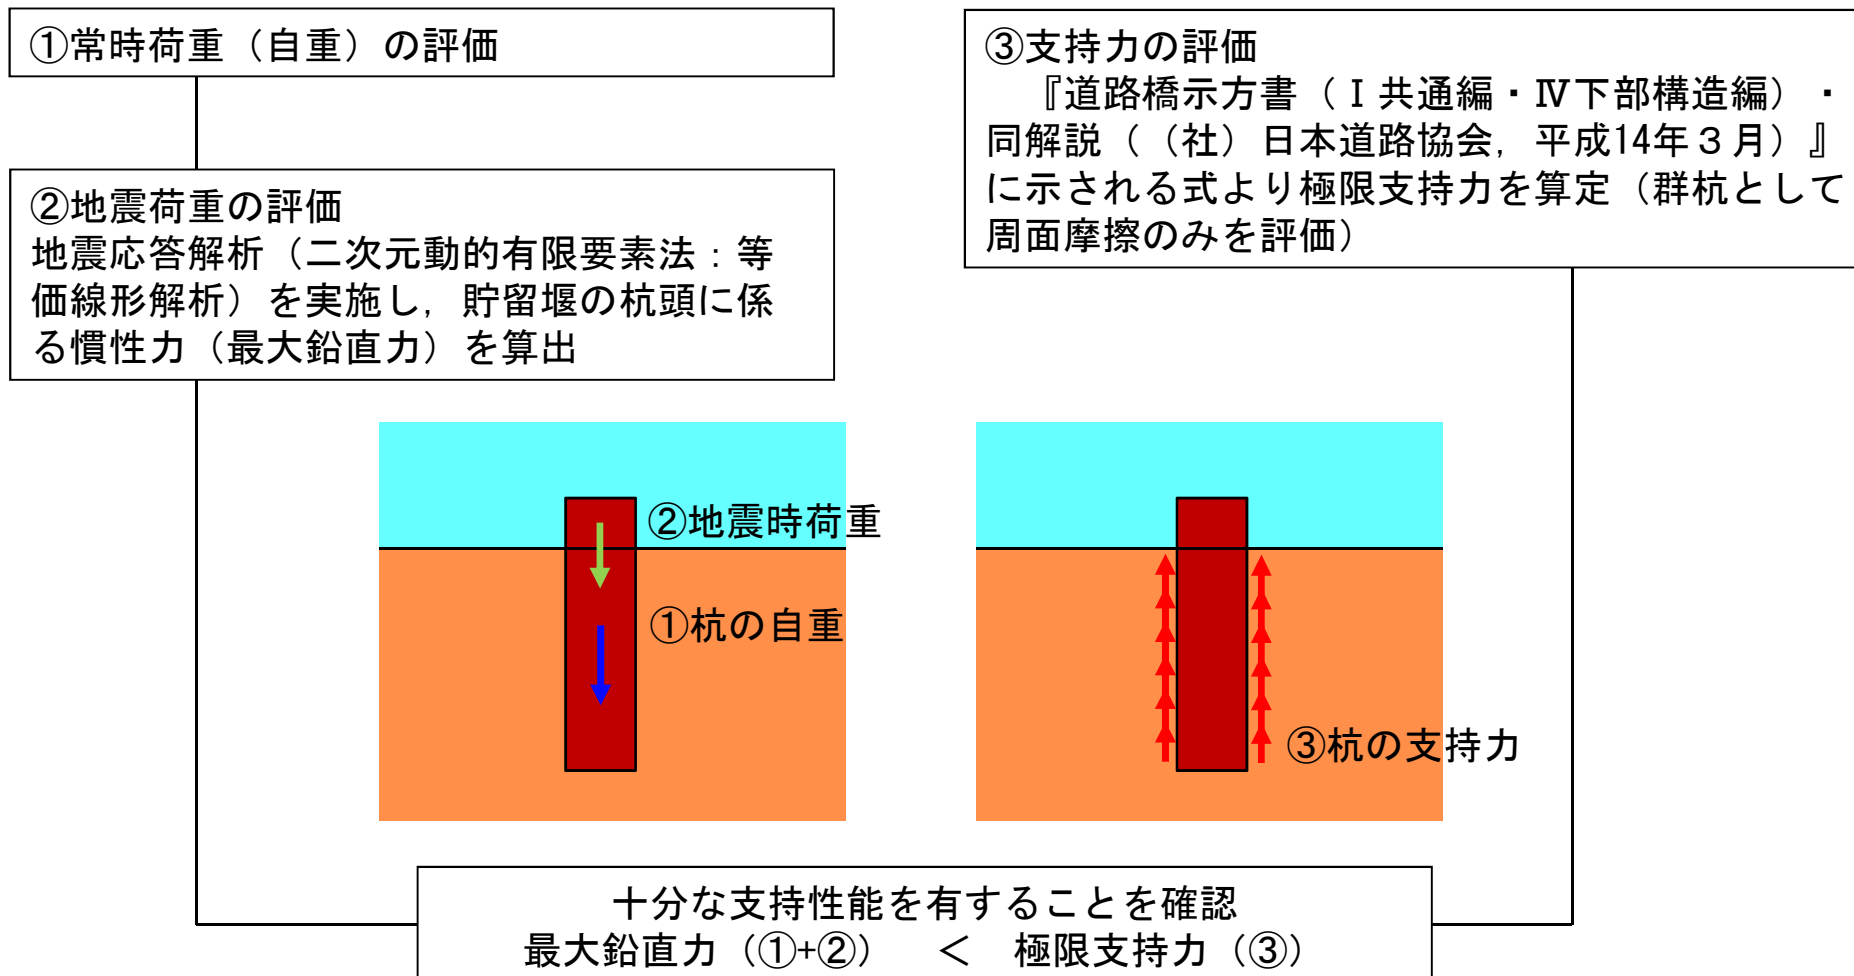 ①常時荷重（自重）の評価
②地震荷重の評価
地震応答解析（二次元動的有限要素法：等
価線形解析）を実施し，貯留堰の杭頭に係
る慣性力（最大鉛直力）を算出
③支持力の評価
『道路橋示方書（Ⅰ共通編・Ⅳ下部構造編）・
同解説（（社）日本道路協会，平成14年３月）』
に示される式より極限支持力を算定（群杭として
周面摩擦のみを評価）
②地震時荷重
①杭の自重
③杭の支持力
十分な支持性能を有することを確認
最大鉛直力（①+②）　＜　極限支持力（③）